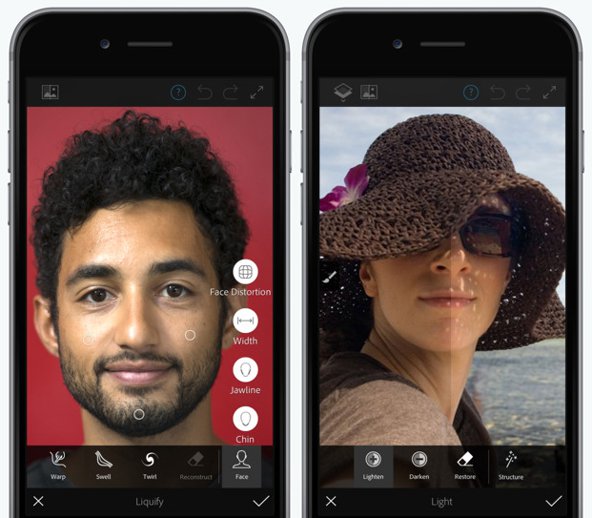 ?
Face Distortion
Width
Jawline
Chin
Warp
Swell
Twirl
Reconstruct
Face
Liquify
?
Lighten
Darken
Restore
Structure
Light